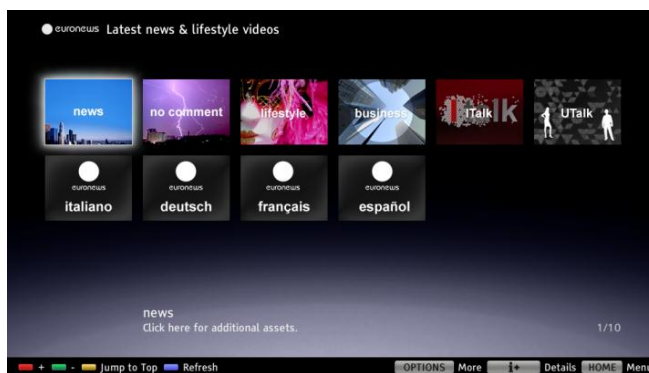 euronews Latest news & lifestyle videos
news
no comment
lifestyle
business
ITalk
UTalk
euronews
italiano
euronews
deutsch
euronews
français
euronews
español
news
Click here for additional assets.
1/10
+ - Jump to Top Refresh OPTIONS More i+ Details HOME Menu